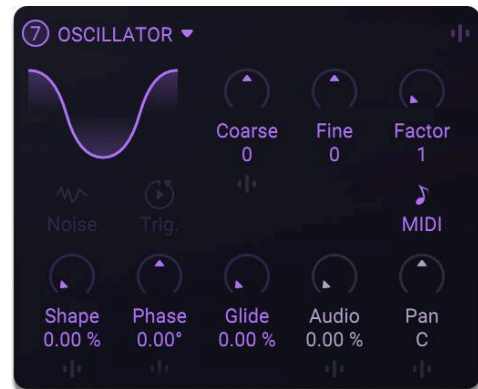 7 OSCILLATOR
Coarse Fine Factor
0 0 1
Noise Trig. MIDI
Shape Phase Glide Audio Pan
0.00 % 0.00° 0.00 % 0.00 % C